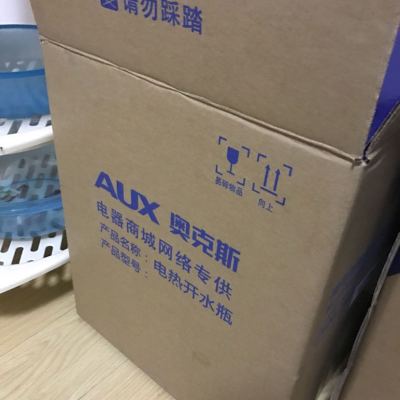 请勿踩踏
易碎物品 向上
AUX 奥克斯
电器商城网络专供
产品名称：电热开水瓶
产品型号：